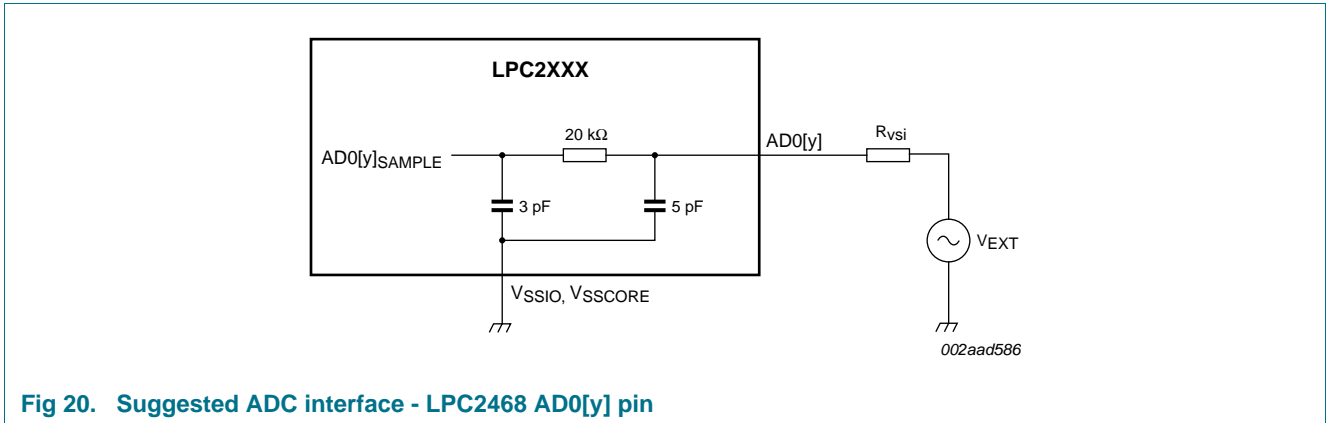 LPC2XXX
20 kΩ
AD0[y]
Rvsi
AD0[y]SAMPLE
3 pF
5 pF
VEXT
VSSIO, VSSCORE
002aad586
Fig 20. Suggested ADC interface - LPC2468 AD0[y] pin